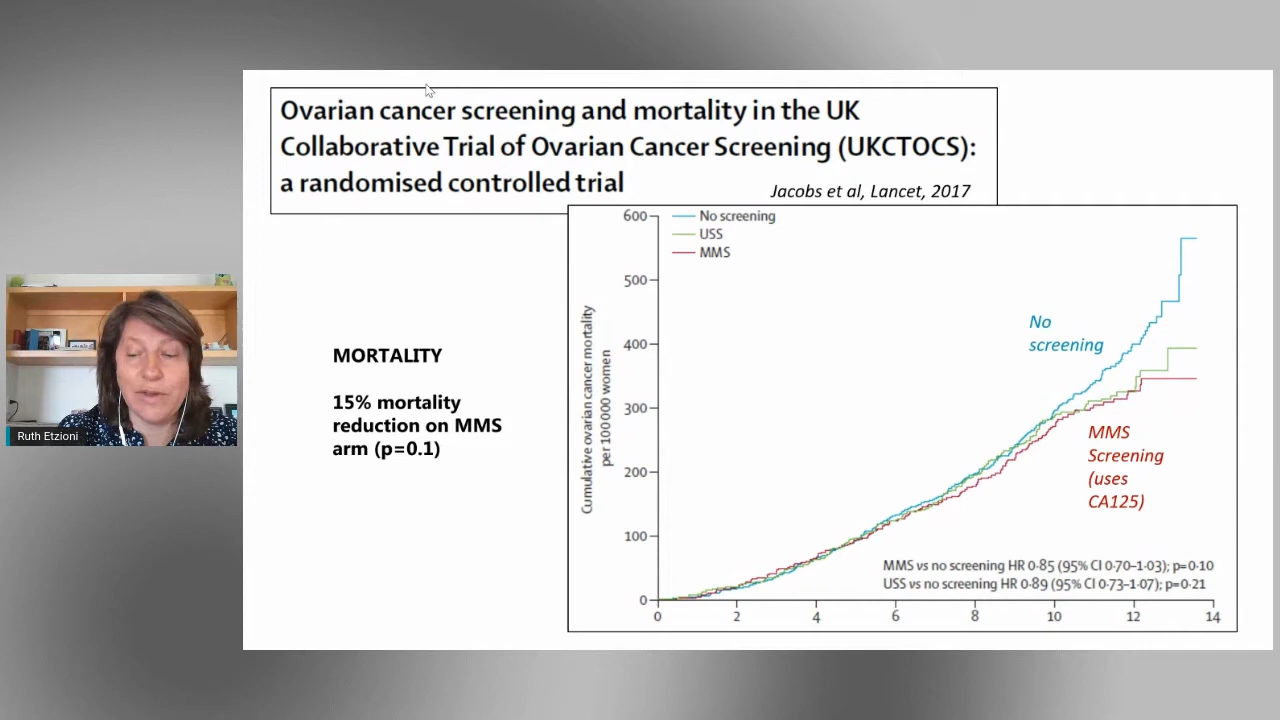 Ovarian cancer screening and mortality in the UK
Collaborative Trial of Ovarian Cancer Screening (UKCTOCS):
a randomised controlled trial
Jacobs et al, Lancet, 2017
MORTALITY
15% mortality
reduction on MMS
arm (p=0.1)
No screening
USS
MMS
Cumulative ovarian cancer mortality
per 100 000 women
600
500
400
300
200
100
0
No
screening
MMS
Screening
(uses
CA125)
MMS vs no screening HR 0·85 (95% CI 0·70–1·03); p=0·10
USS vs no screening HR 0·89 (95% CI 0·73–1·07); p=0·21
0 2 4 6 8 10 12 14
Ruth Etzioni